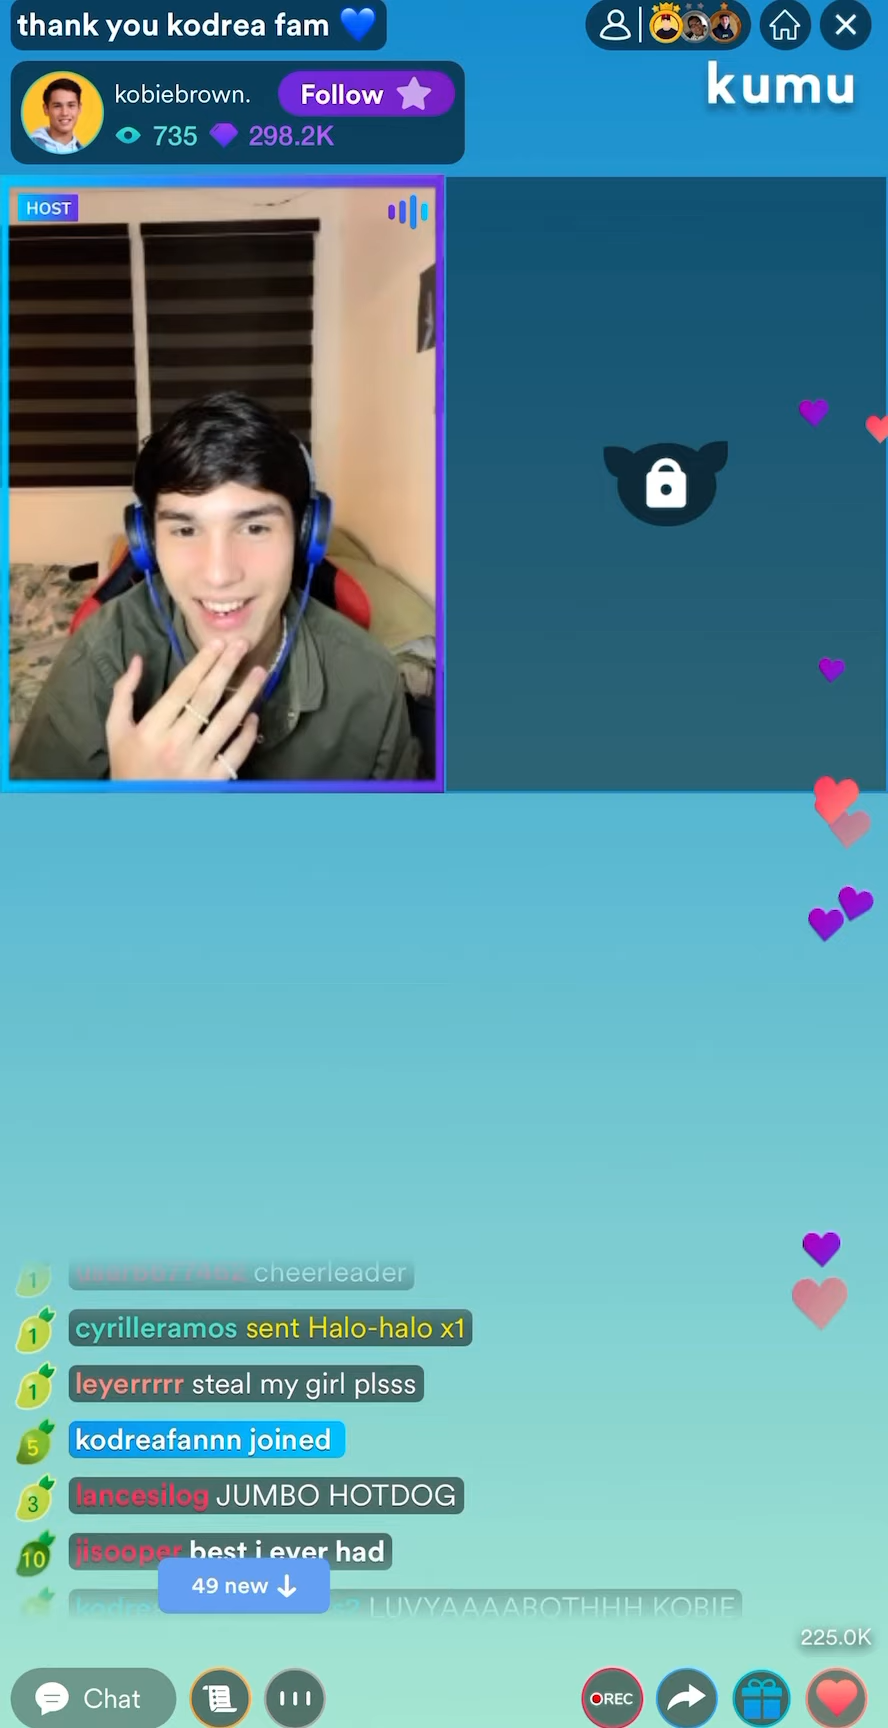 thank you kodrea fam 💙
kumu
kobiebrown.
Follow
735 298.2K
HOST
1 cheerleader
1 cyrilleramos sent Halo-halo x1
1 leyerrrrr steal my girl plsss
5 kodreafannn joined
3 lancesilog JUMBO HOTDOG
10 jisooper best i ever had
49 new
LUVYAAAABOTHHH KOBIE
225.0K
Chat
REC